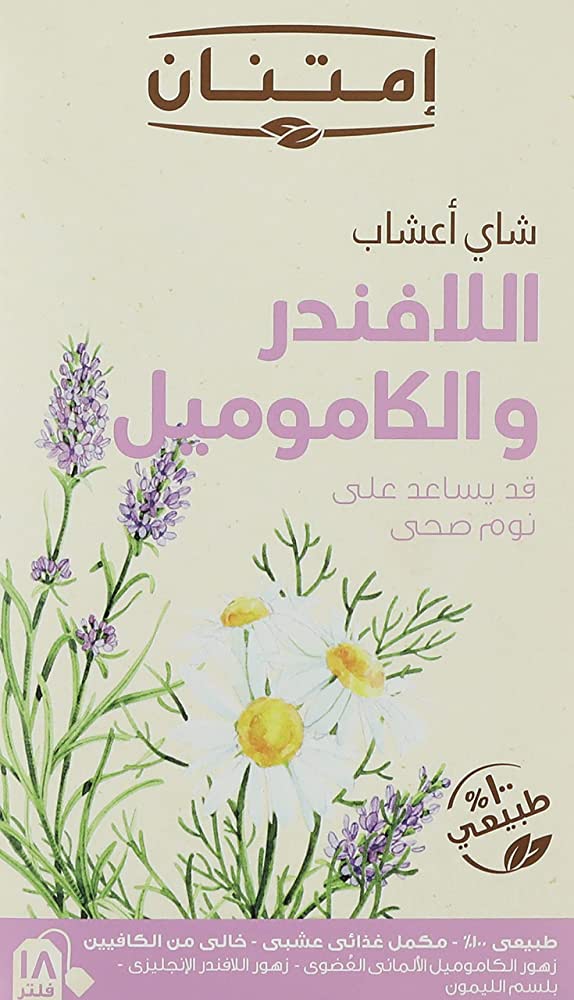 إمتنان
شاي أعشاب
اللافندر
والكاموميل
قد يساعد على
نوم صحى
١٠٠%
طبيعي
طبيعى ١٠٠٪ - مكمل غذائى عشبى - خالى من الكافيين
زهور الكاموميل الألمانى العُضوى - زهور اللافندر الإنجليزى -
بلسم الليمون
١٨
فلتر